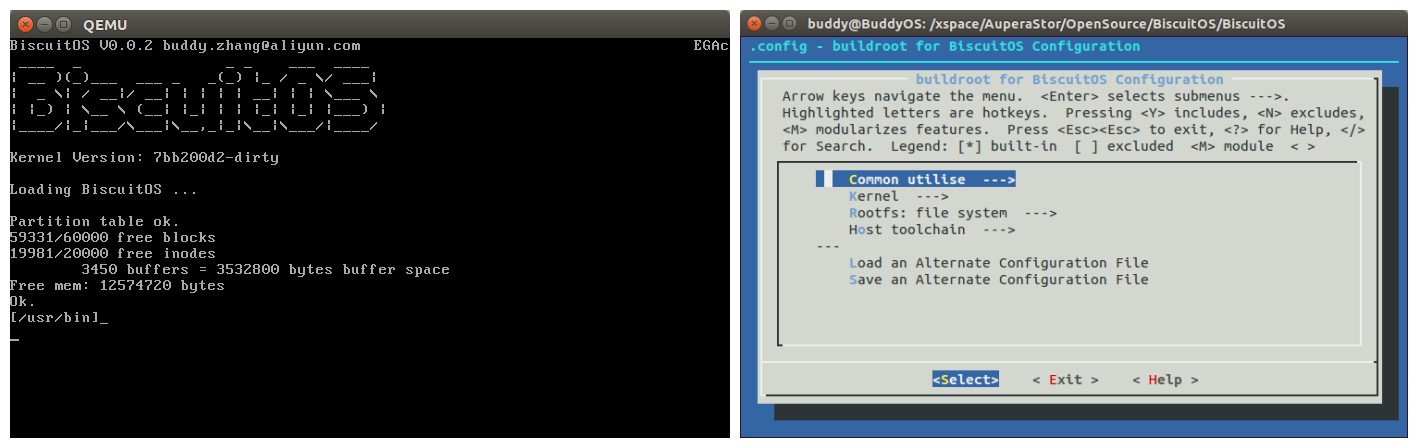 QEMU
BiscuitOS V0.0.2 buddy.zhang@aliyun.com EGAc
BiscuitOS
Kernel Version: 7bb200d2-dirty
Loading BiscuitOS ...
Partition table ok.
59331/60000 free blocks
19981/20000 free inodes
3450 buffers = 3532800 bytes buffer space
Free mem: 12574720 bytes
Ok.
[/usr/bin]_
buddy@BuddyOS: /xspace/AuperaStor/OpenSource/BiscuitOS/BiscuitOS
.config - buildroot for BiscuitOS Configuration
buildroot for BiscuitOS Configuration
Arrow keys navigate the menu. <Enter> selects submenus --->.
Highlighted letters are hotkeys. Pressing <Y> includes, <N> excludes,
<M> modularizes features. Press <Esc><Esc> to exit, <?> for Help, </>
for Search. Legend: [*] built-in [ ] excluded <M> module < >
Common utilise --->
Kernel --->
Rootfs: file system --->
Host toolchain --->
---
Load an Alternate Configuration File
Save an Alternate Configuration File
<Select> < Exit > < Help >